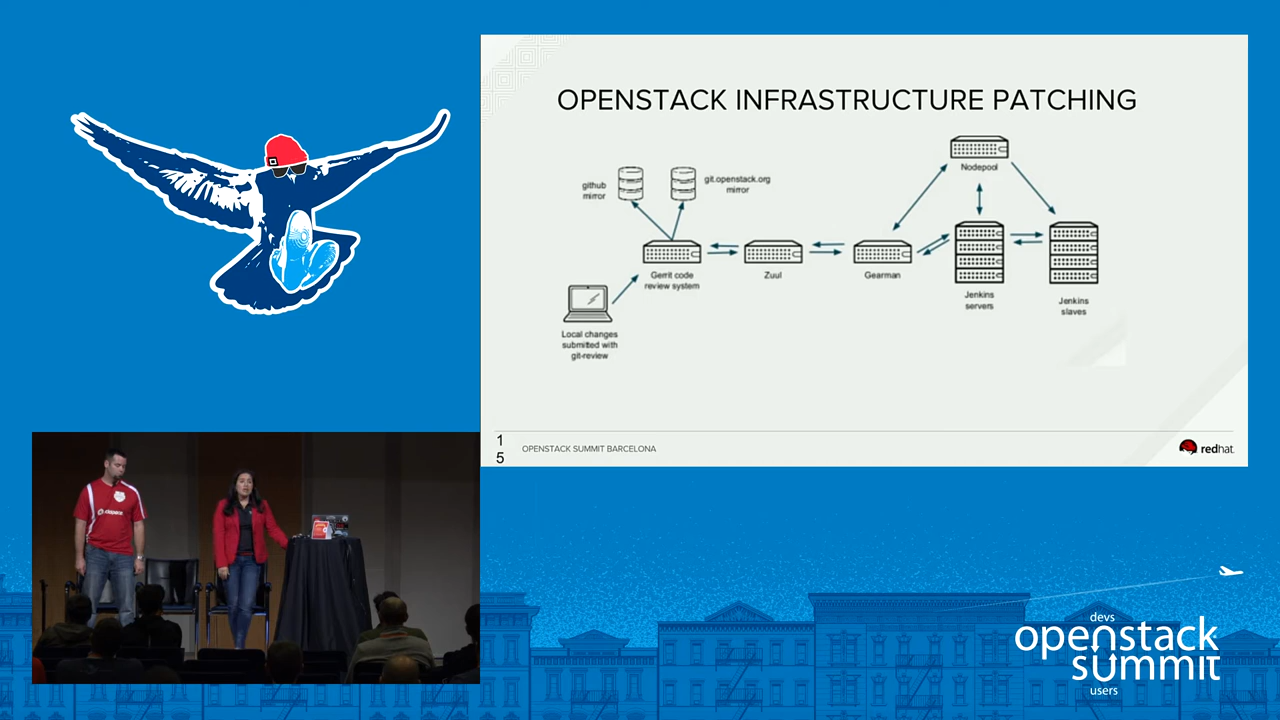 OPENSTACK INFRASTRUCTURE PATCHING
Nodepool
github
mirror
git.openstack.org
mirror
Gerrit code
review system
Zuul
Gearman
Jenkins
servers
Jenkins
slaves
Local changes
submitted with
git-review
1
5
OPENSTACK SUMMIT BARCELONA
redhat.
devs
openstack
summit
users